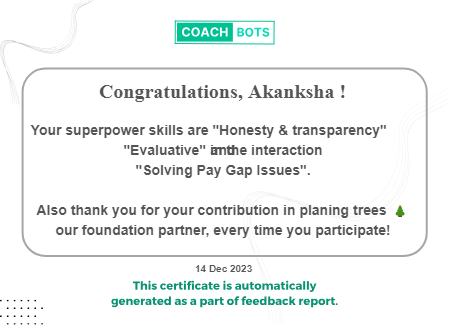 COACH BOTS
Congratulations, Akanksha !
Your superpower skills are "Honesty & transparency"
"Evaluative" in the interaction
"Solving Pay Gap Issues".
Also thank you for your contribution in planing trees 🌲
our foundation partner, every time you participate!
14 Dec 2023
This certificate is automatically
generated as a part of feedback report.